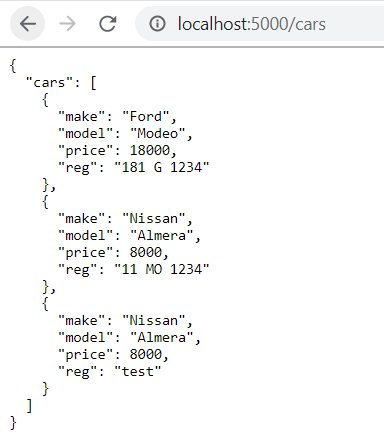 localhost:5000/cars
{
  "cars": [
    {
      "make": "Ford",
      "model": "Modeo",
      "price": 18000,
      "reg": "181 G 1234"
    },
    {
      "make": "Nissan",
      "model": "Almera",
      "price": 8000,
      "reg": "11 MO 1234"
    },
    {
      "make": "Nissan",
      "model": "Almera",
      "price": 8000,
      "reg": "test"
    }
  ]
}